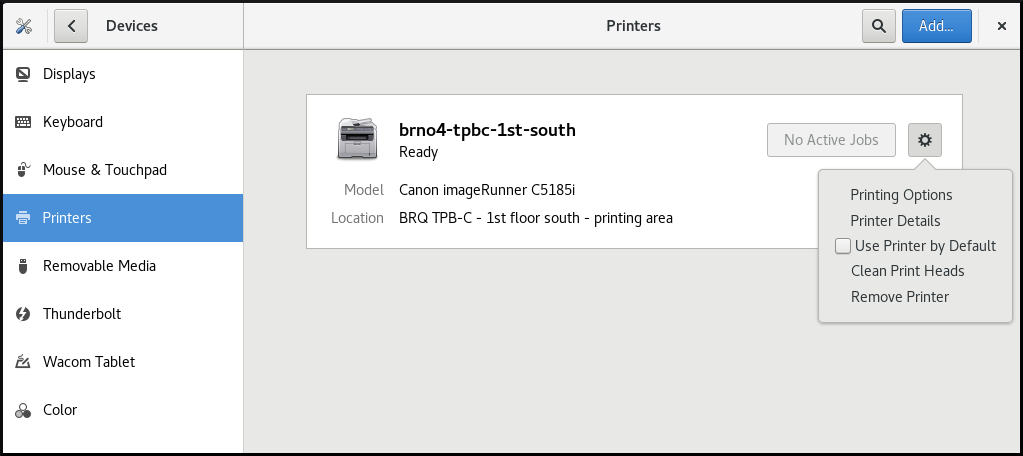 Devices
Printers
Add...
Displays
Keyboard
Mouse & Touchpad
Printers
Removable Media
Thunderbolt
Wacom Tablet
Color
brno4-tpbc-1st-south
Ready
No Active Jobs
Model Canon imageRunner C5185i
Location BRQ TPB-C - 1st floor south - printing area
Printing Options
Printer Details
Use Printer by Default
Clean Print Heads
Remove Printer